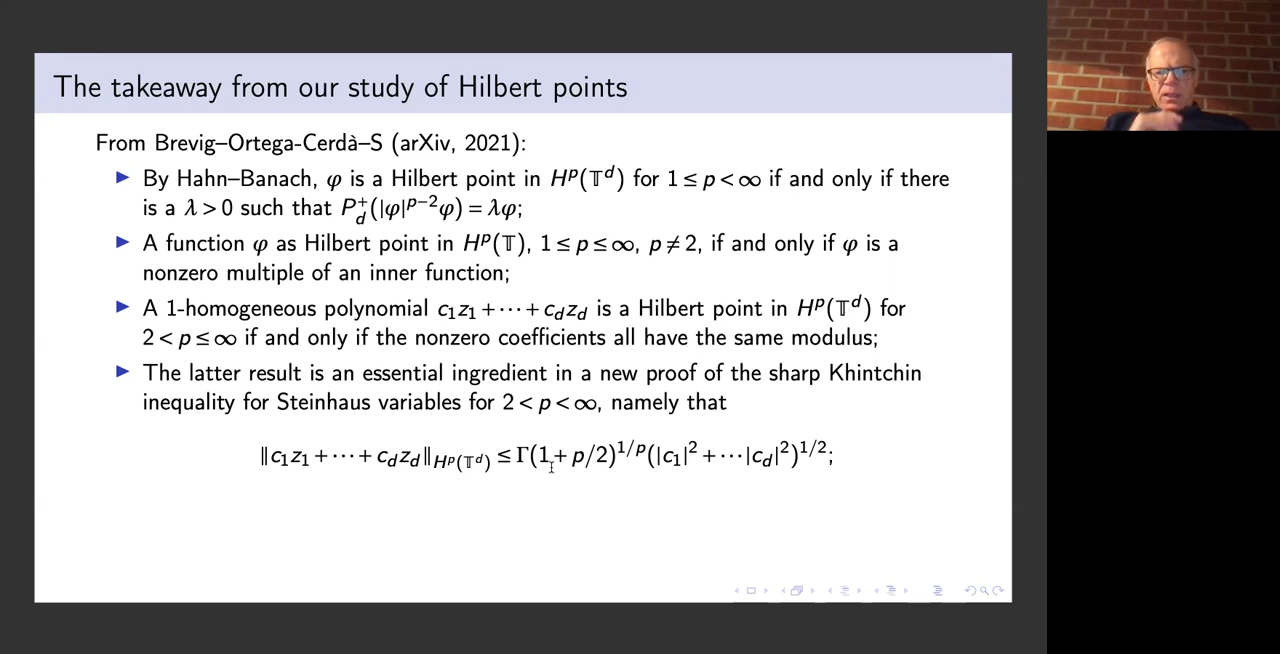 The takeaway from our study of Hilbert points
From Brevig–Ortega-Cerdà–S (arXiv, 2021):
▶ By Hahn–Banach, φ is a Hilbert point in H^p(𝕋^d) for 1 ≤ p < ∞ if and only if there
is a λ > 0 such that P_d^+(|φ|^{p−2}φ) = λφ;
▶ A function φ as Hilbert point in H^p(𝕋), 1 ≤ p ≤ ∞, p ≠ 2, if and only if φ is a
nonzero multiple of an inner function;
▶ A 1-homogeneous polynomial c_1z_1 + ··· + c_dz_d is a Hilbert point in H^p(𝕋^d) for
2 < p ≤ ∞ if and only if the nonzero coefficients all have the same modulus;
▶ The latter result is an essential ingredient in a new proof of the sharp Khintchin
inequality for Steinhaus variables for 2 < p < ∞, namely that
‖c_1z_1 + ··· + c_dz_d‖_{H^p(𝕋^d)} ≤ Γ(1 + p/2)^{1/p}(|c_1|^2 + ···|c_d|^2)^{1/2};